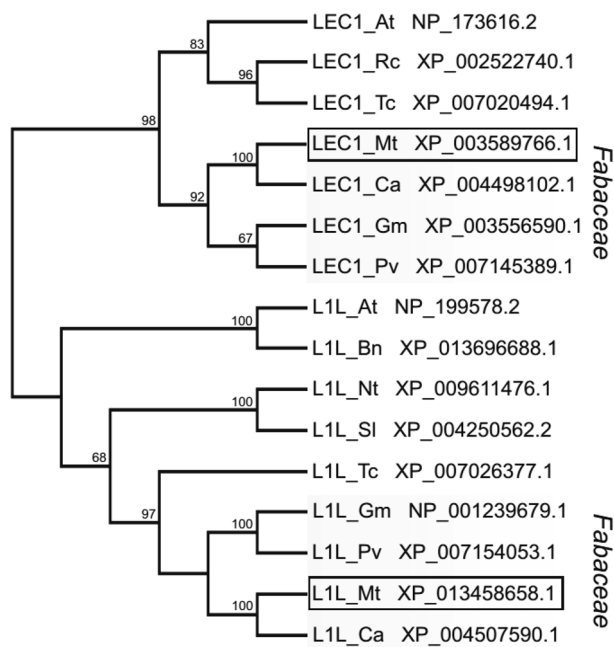 83
LEC1_At NP_173616.2
LEC1_Rc XP_002522740.1
96
LEC1_Tc XP_007020494.1
98
LEC1_Mt XP_003589766.1
100
LEC1_Ca XP_004498102.1
92
LEC1_Gm XP_003556590.1
67
LEC1_Pv XP_007145389.1
Fabaceae
L1L_At NP_199578.2
100
L1L_Bn XP_013696688.1
L1L_Nt XP_009611476.1
100
L1L_Sl XP_004250562.2
68
L1L_Tc XP_007026377.1
97
L1L_Gm NP_001239679.1
100
L1L_Pv XP_007154053.1
L1L_Mt XP_013458658.1
100
L1L_Ca XP_004507590.1
Fabaceae